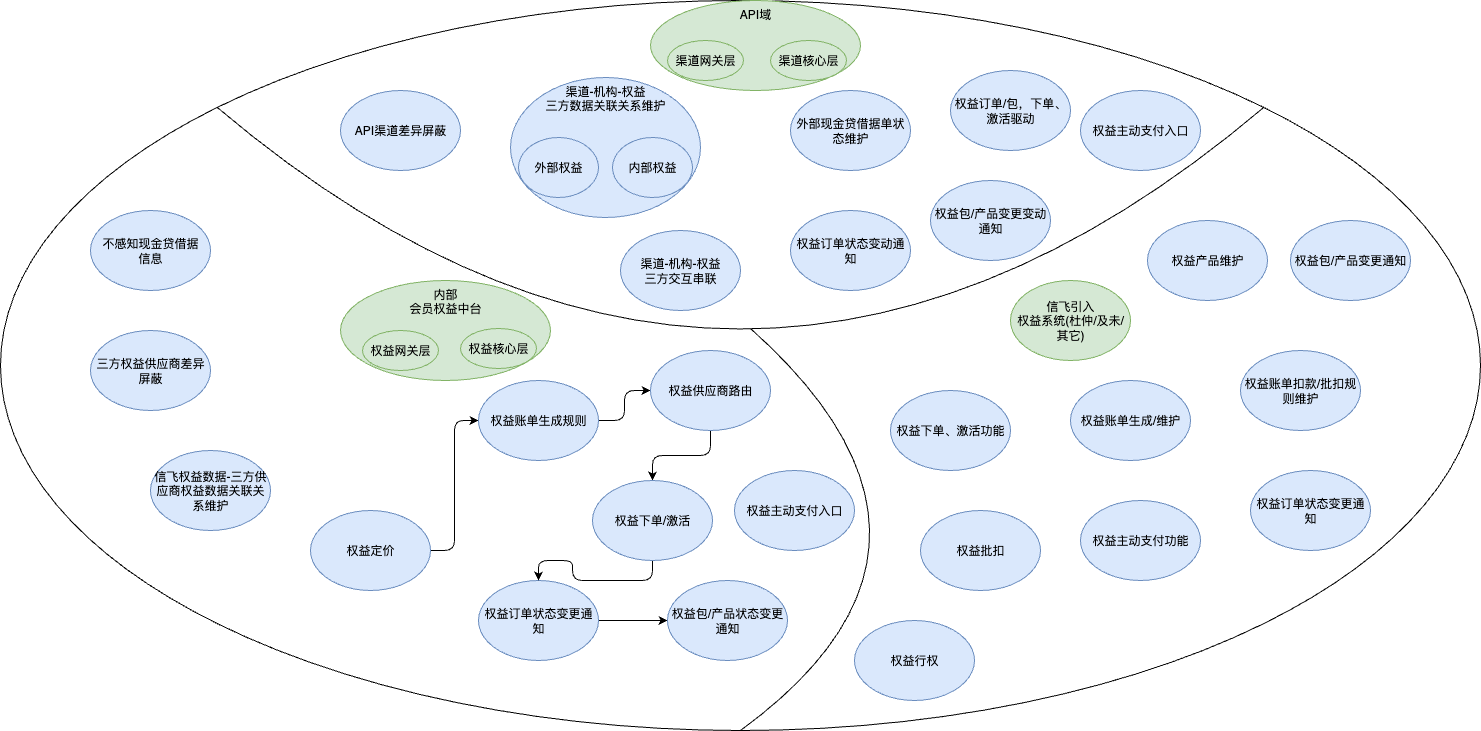 API域
渠道网关层
渠道核心层
API渠道差异屏蔽
渠道-机构-权益
三方数据关联关系维护
外部权益
内部权益
外部现金贷借据单状
态维护
权益订单/包，下单、
激活驱动
权益主动支付入口
渠道-机构-权益
三方交互串联
权益订单状态变动通
知
权益包/产品变更变动
通知
不感知现金贷借据
信息
内部
会员权益中台
权益网关层
权益核心层
三方权益供应商差异
屏蔽
信飞权益数据-三方供
应商权益数据关联关
系维护
权益定价
权益账单生成规则
权益供应商路由
权益下单/激活
权益主动支付入口
权益订单状态变更通
知
权益包/产品状态变更
通知
信飞引入
权益系统(杜仲/及未/
其它)
权益产品维护
权益包/产品变更通知
权益下单、激活功能
权益账单生成/维护
权益账单扣款/批扣规
则维护
权益批扣
权益主动支付功能
权益订单状态变更通
知
权益行权